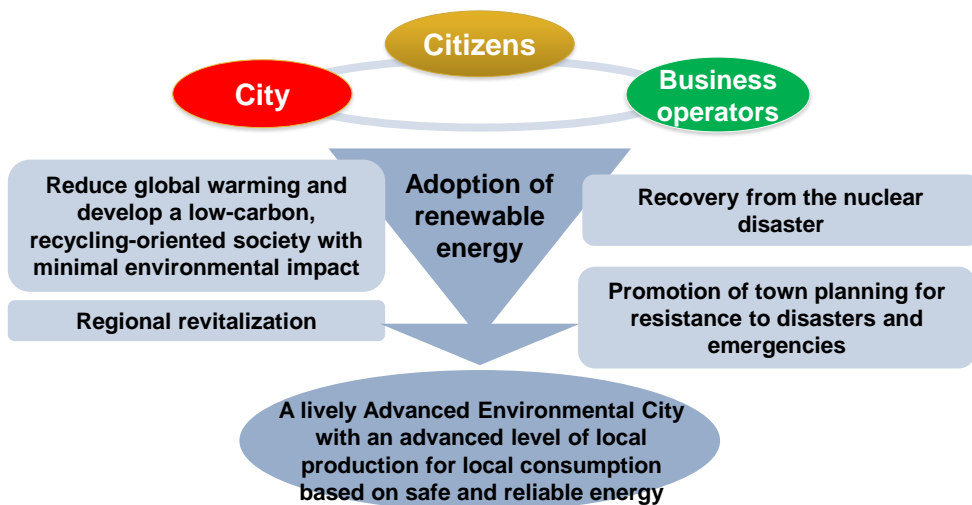 Citizens
City
Business
operators
Adoption of
renewable
energy
Reduce global warming and
develop a low-carbon,
recycling-oriented society with
minimal environmental impact
Regional revitalization
Recovery from the nuclear
disaster
Promotion of town planning for
resistance to disasters and
emergencies
A lively Advanced Environmental City
with an advanced level of local
production for local consumption
based on safe and reliable energy